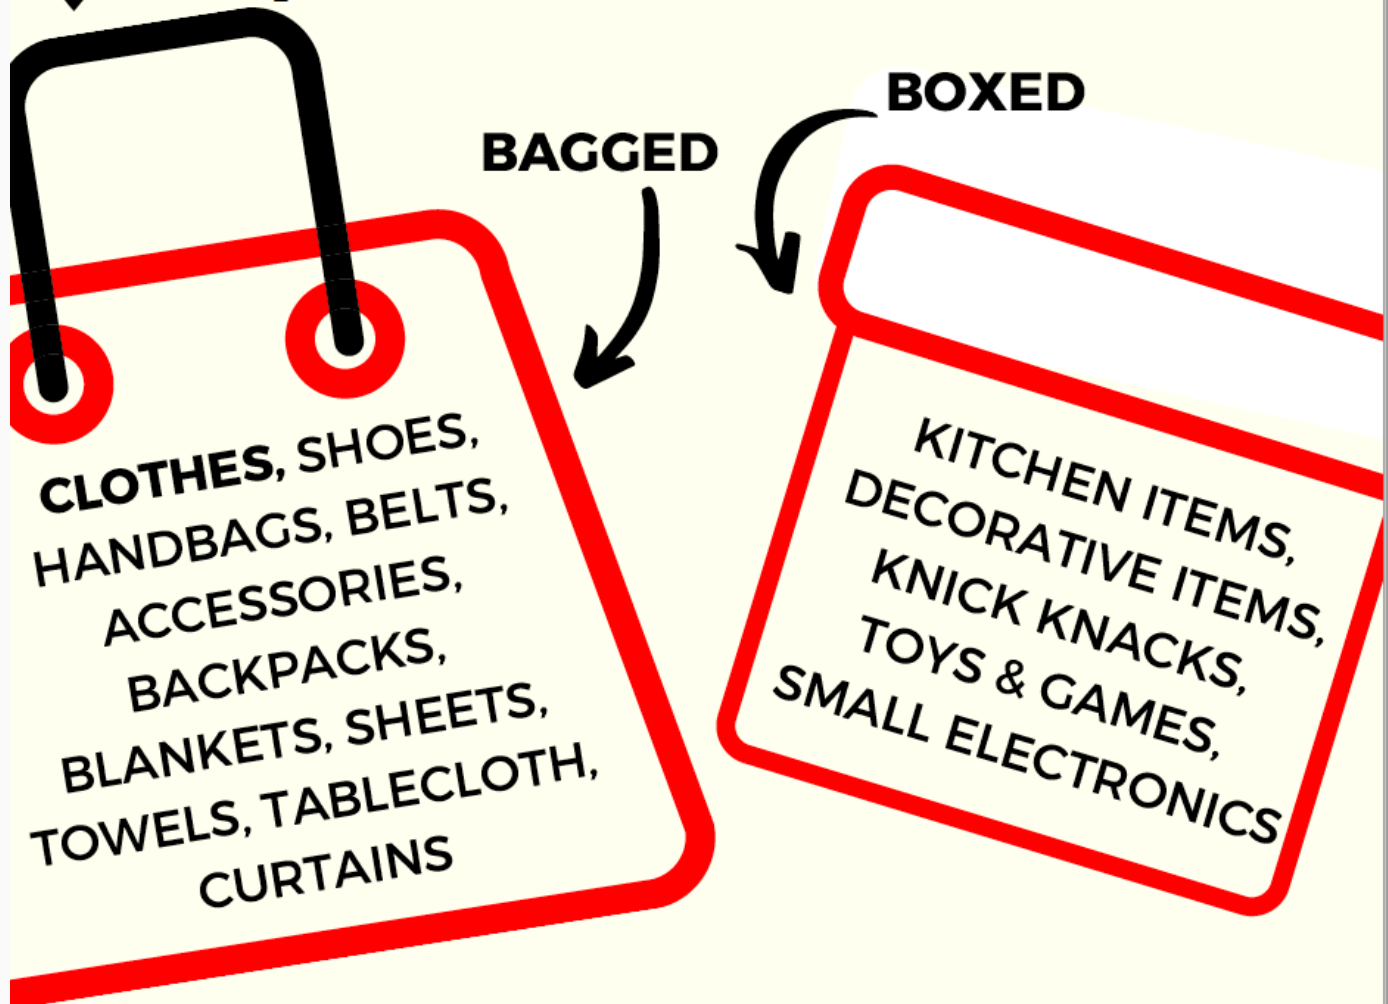 BAGGED
CLOTHES, SHOES,
HANDBAGS, BELTS,
ACCESSORIES,
BACKPACKS,
BLANKETS, SHEETS,
TOWELS, TABLECLOTH,
CURTAINS
BOXED
KITCHEN ITEMS,
DECORATIVE ITEMS,
KNICK KNACKS,
TOYS & GAMES,
SMALL ELECTRONICS